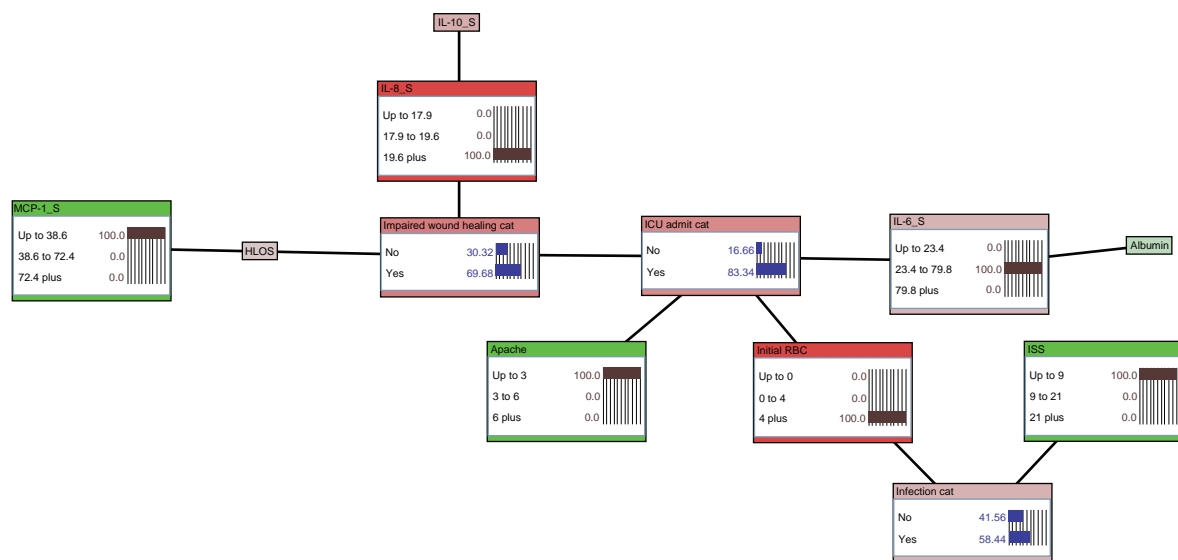 IL-10_S
IL-8_S
Up to 17.9 0.0
17.9 to 19.6 0.0
19.6 plus 100.0
MCP-1_S
Up to 38.6 100.0
38.6 to 72.4 0.0
72.4 plus 0.0
HLOS
Impaired wound healing cat
No 30.32
Yes 69.68
ICU admit cat
No 16.66
Yes 83.34
IL-6_S
Up to 23.4 0.0
23.4 to 79.8 100.0
79.8 plus 0.0
Albumin
Apache
Up to 3 100.0
3 to 6 0.0
6 plus 0.0
Initial RBC
Up to 0 0.0
0 to 4 0.0
4 plus 100.0
ISS
Up to 9 100.0
9 to 21 0.0
21 plus 0.0
Infection cat
No 41.56
Yes 58.44